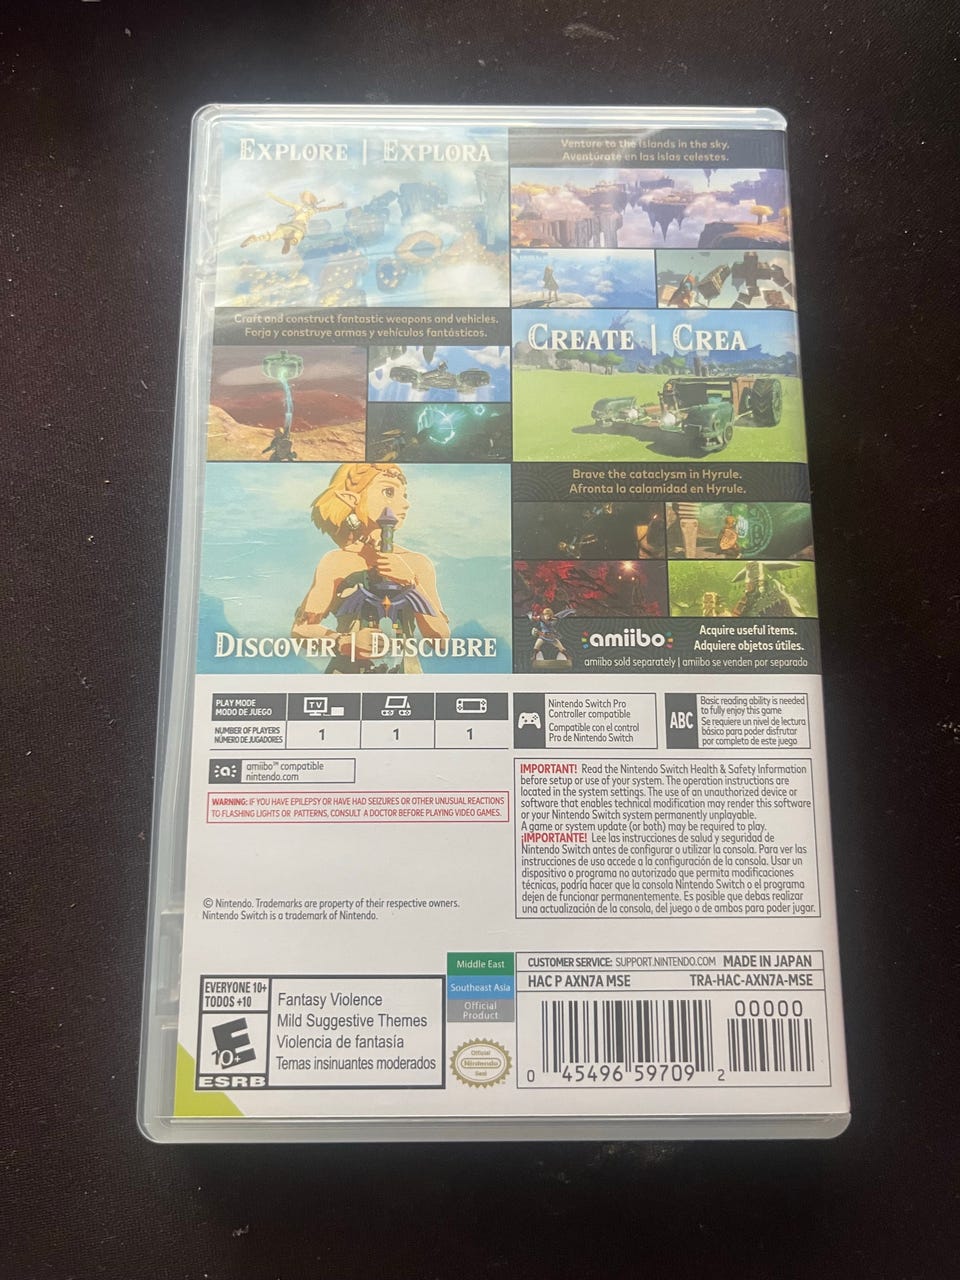 EXPLORE | EXPLORA
Venture to the islands in the sky.
Aventúrate en las islas celestes.
Craft and construct fantastic weapons and vehicles.
Forja y construye armas y vehículos fantásticos.
CREATE | CREA
Brave the cataclysm in Hyrule.
Afronta la calamidad en Hyrule.
DISCOVER | DESCUBRE
amiibo
Acquire useful items.
Adquiere objetos útiles.
amiibo sold separately | amiibo se venden por separado
PLAY MODE
MODO DE JUEGO
TV
NUMBER OF PLAYERS
NÚMERO DE JUGADORES
1
1
1
Nintendo Switch Pro
Controller compatible
Compatible con el control
Pro de Nintendo Switch
ABC
Basic reading ability is needed
to fully enjoy this game
Se requiere un nivel de lectura
básico para poder disfrutar
por completo de este juego
a
amiibo™ compatible
nintendo.com
WARNING: IF YOU HAVE EPILEPSY OR HAVE HAD SEIZURES OR OTHER UNUSUAL REACTIONS
TO FLASHING LIGHTS OR PATTERNS, CONSULT A DOCTOR BEFORE PLAYING VIDEO GAMES.
IMPORTANT! Read the Nintendo Switch Health & Safety Information
before setup or use of your system. The operation instructions are
located in the system settings. The use of an unauthorized device or
software that enables technical modification may render this software
or your Nintendo Switch system permanently unplayable.
A game or system update (or both) may be required to play.
¡IMPORTANTE! Lee las instrucciones de salud y seguridad de
Nintendo Switch antes de configurar o utilizar la consola. Para ver las
instrucciones de uso accede a la configuración de la consola. Usar un
dispositivo o programa no autorizado que permita modificaciones
técnicas, podría hacer que la consola Nintendo Switch o el programa
dejen de funcionar permanentemente. Es posible que debas realizar
una actualización de la consola, del juego o de ambos para poder jugar.
© Nintendo. Trademarks are property of their respective owners.
Nintendo Switch is a trademark of Nintendo.
Middle East
Southeast Asia
Official
Product
CUSTOMER SERVICE: SUPPORT.NINTENDO.COM MADE IN JAPAN
HAC P AXN7A MSE TRA-HAC-AXN7A-MSE
EVERYONE 10+
TODOS +10
E
10+
ESRB
Fantasy Violence
Mild Suggestive Themes
Violencia de fantasía
Temas insinuantes moderados
Official
Nintendo
Seal
00000
0 45496 59709 2